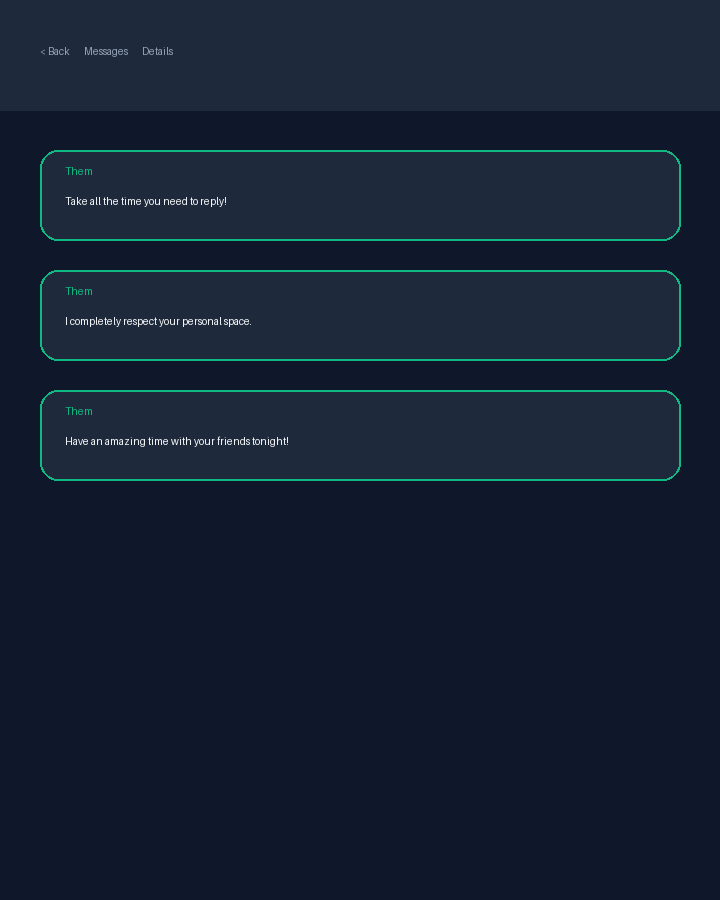 < Back Messages Details
Them
Take all the time you need to reply!
Them
I completely respect your personal space.
Them
Have an amazing time with your friends tonight!